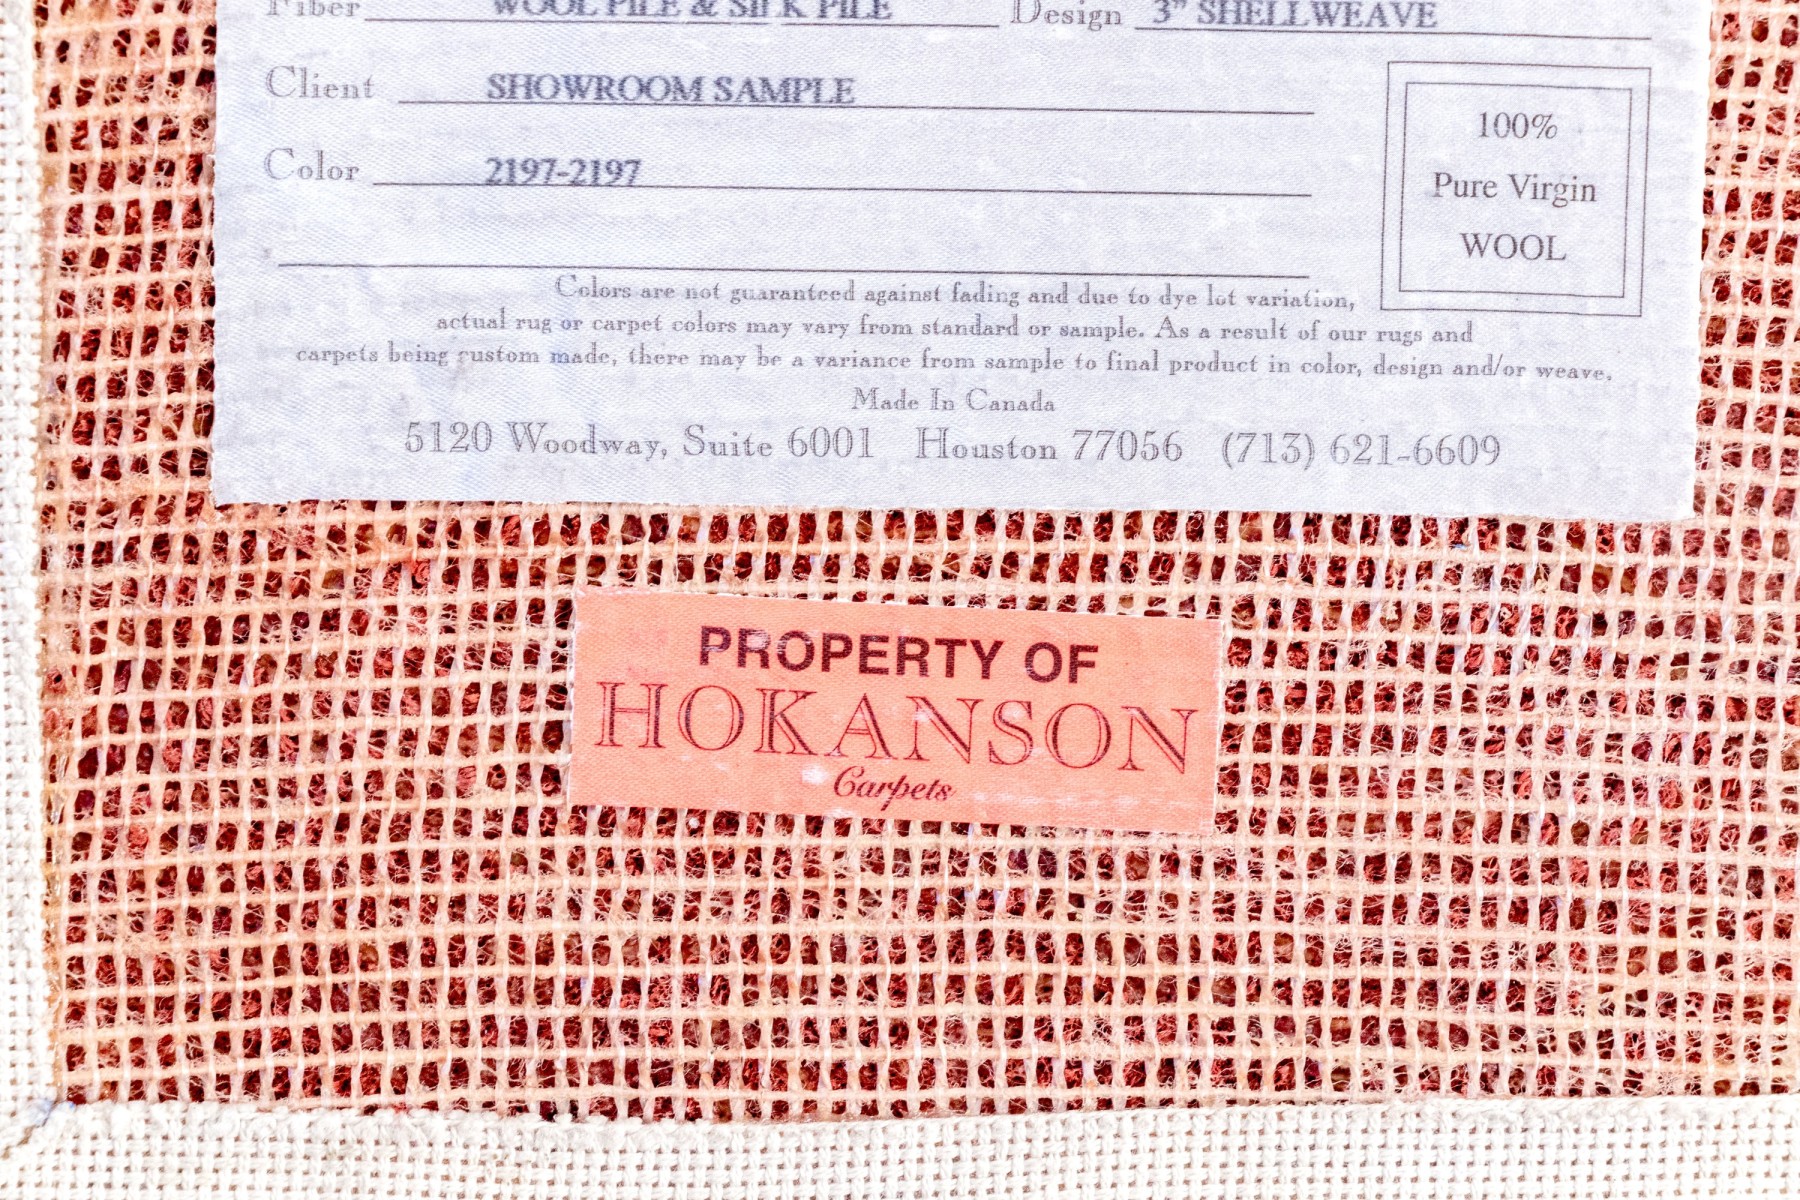 Fiber WOOL PILE & SILK PILE Design 3" SHELLWEAVE
Client SHOWROOM SAMPLE
Color 2197-2197
100%
Pure Virgin
WOOL
Colors are not guaranteed against fading and due to dye lot variation,
actual rug or carpet colors may vary from standard or sample. As a result of our rugs and
carpets being custom made, there may be a variance from sample to final product in color, design and/or weave.
Made In Canada
5120 Woodway, Suite 6001 Houston 77056 (713) 621-6609
PROPERTY OF
HOKANSON
Carpets